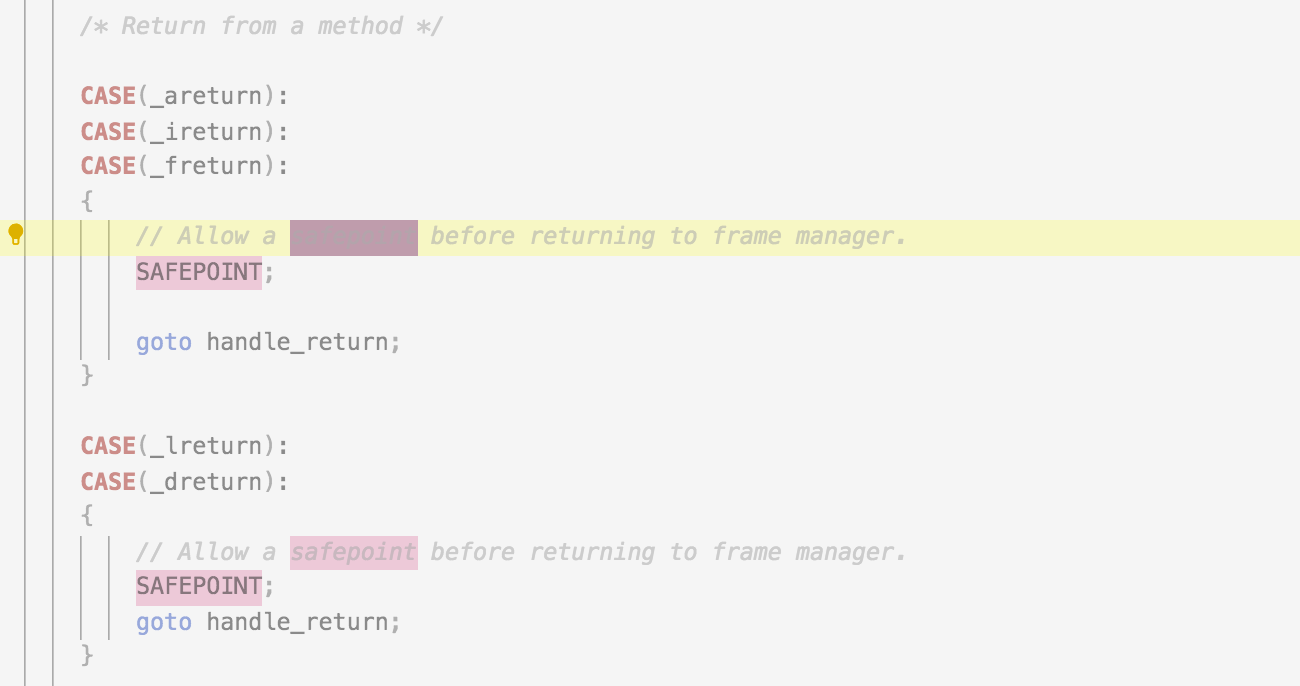 /* Return from a method */
CASE(_areturn):
CASE(_ireturn):
CASE(_freturn):
{
// Allow a safepoint before returning to frame manager.
SAFEPOINT;
goto handle_return;
}
CASE(_lreturn):
CASE(_dreturn):
{
// Allow a safepoint before returning to frame manager.
SAFEPOINT;
goto handle_return;
}